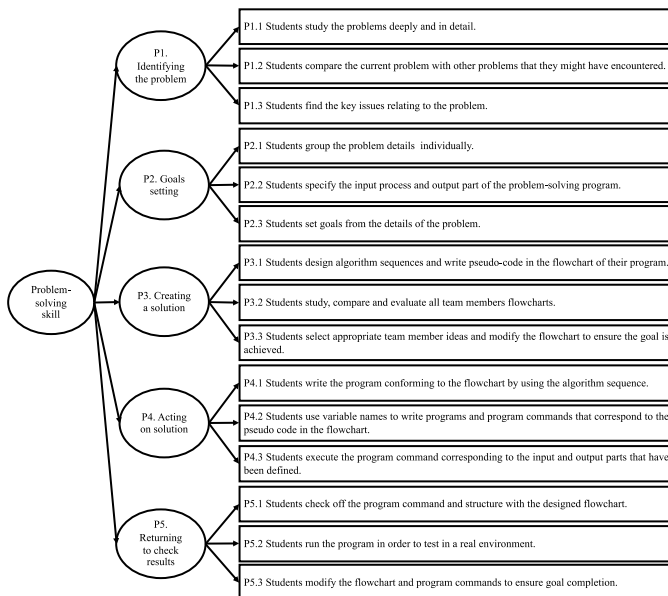 Problem-
solving
skill
P1.
Identifying
the problem
P1.1 Students study the problems deeply and in detail.
P1.2 Students compare the current problem with other problems that they might have encountered.
P1.3 Students find the key issues relating to the problem.
P2. Goals
setting
P2.1 Students group the problem details individually.
P2.2 Students specify the input process and output part of the problem-solving program.
P2.3 Students set goals from the details of the problem.
P3. Creating
a solution
P3.1 Students design algorithm sequences and write pseudo-code in the flowchart of their program.
P3.2 Students study, compare and evaluate all team members flowcharts.
P3.3 Students select appropriate team member ideas and modify the flowchart to ensure the goal is
achieved.
P4. Acting
on solution
P4.1 Students write the program conforming to the flowchart by using the algorithm sequence.
P4.2 Students use variable names to write programs and program commands that correspond to the
pseudo code in the flowchart.
P4.3 Students execute the program command corresponding to the input and output parts that have
been defined.
P5.
Returning
to check
results
P5.1 Students check off the program command and structure with the designed flowchart.
P5.2 Students run the program in order to test in a real environment.
P5.3 Students modify the flowchart and program commands to ensure goal completion.